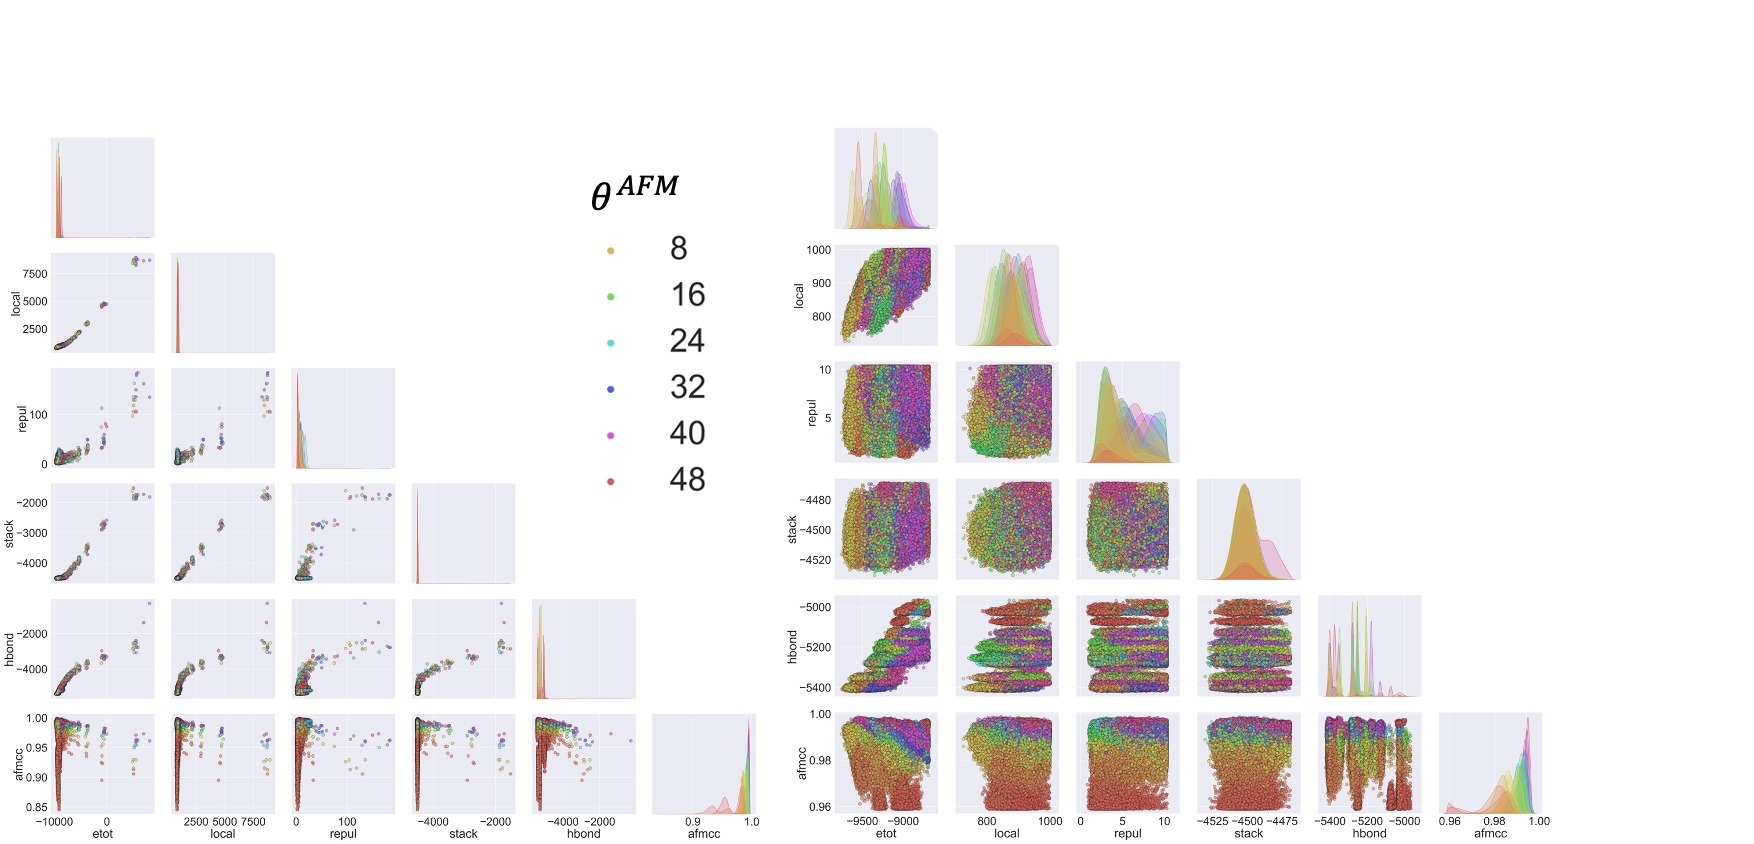 θ AFM
8
16
24
32
40
48
local
7500
5000
2500
repul
100
0
stack
−2000
−3000
−4000
hbond
−2000
−4000
afmcc
1.00
0.95
0.90
0.85
−10000 0
etot
2500 5000 7500
local
0 100
repul
−4000 −2000
stack
−4000 −2000
hbond
0.9 1.0
afmcc
local
1000
900
800
repul
10
5
stack
−4480
−4500
−4520
hbond
−5000
−5200
−5400
afmcc
1.00
0.98
0.96
−9500 −9000
etot
800 1000
local
0 5 10
repul
−4525 −4500 −4475
stack
−5400 −5200 −5000
hbond
0.96 0.98 1.00
afmcc